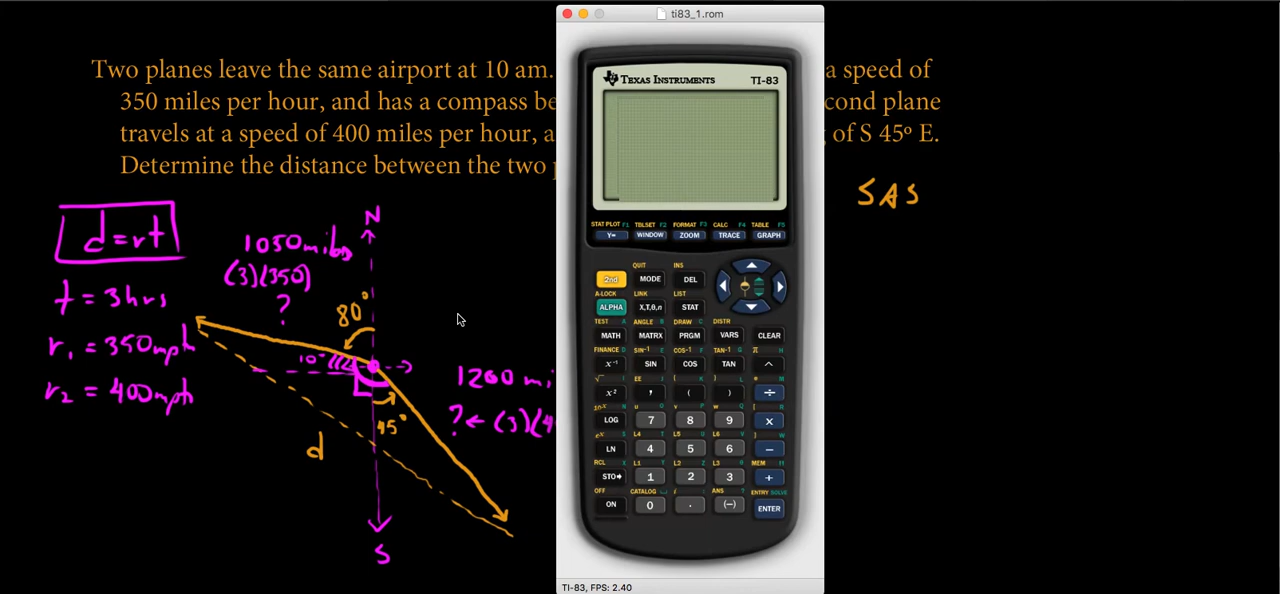 ti83_1.rom
Two planes leave the same airport at 10 am. a speed of
350 miles per hour, and has a compass be cond plane
travels at a speed of 400 miles per hour, a of S 45º E.
Determine the distance between the two p
SAS
d=rt
t = 3hrs
r₁ = 350mph
r₂ = 400mph
1050 miles
(3)(350)
?
N
80°
10°
45°
d
S
1200 mi
? ← (3)(4
TEXAS INSTRUMENTS TI-83
STAT PLOT F1 TBLSET F2 FORMAT F3 CALC F4 TABLE F5
Y= WINDOW ZOOM TRACE GRAPH
QUIT INS
2nd MODE DEL
A-LOCK LINK LIST
ALPHA X,T,θ,n STAT
TEST A ANGLE B DRAW C DISTR
MATH MATRX PRGM VARS CLEAR
FINANCE D SIN⁻¹ E COS⁻¹ F TAN⁻¹ G π H
x⁻¹ SIN COS TAN ^
√ I EE J { K } L e M
x² , ( ) ÷
10ˣ N u O v P w Q [ R
LOG 7 8 9 x
eˣ S L4 T L5 U L6 V ] W
LN 4 5 6 −
RCL X L1 Y L2 Z L3 θ MEM "
STO➔ 1 2 3 +
OFF CATALOG i : ANS ? ENTRY SOLVE
ON 0 . (−) ENTER
TI-83, FPS: 2.40